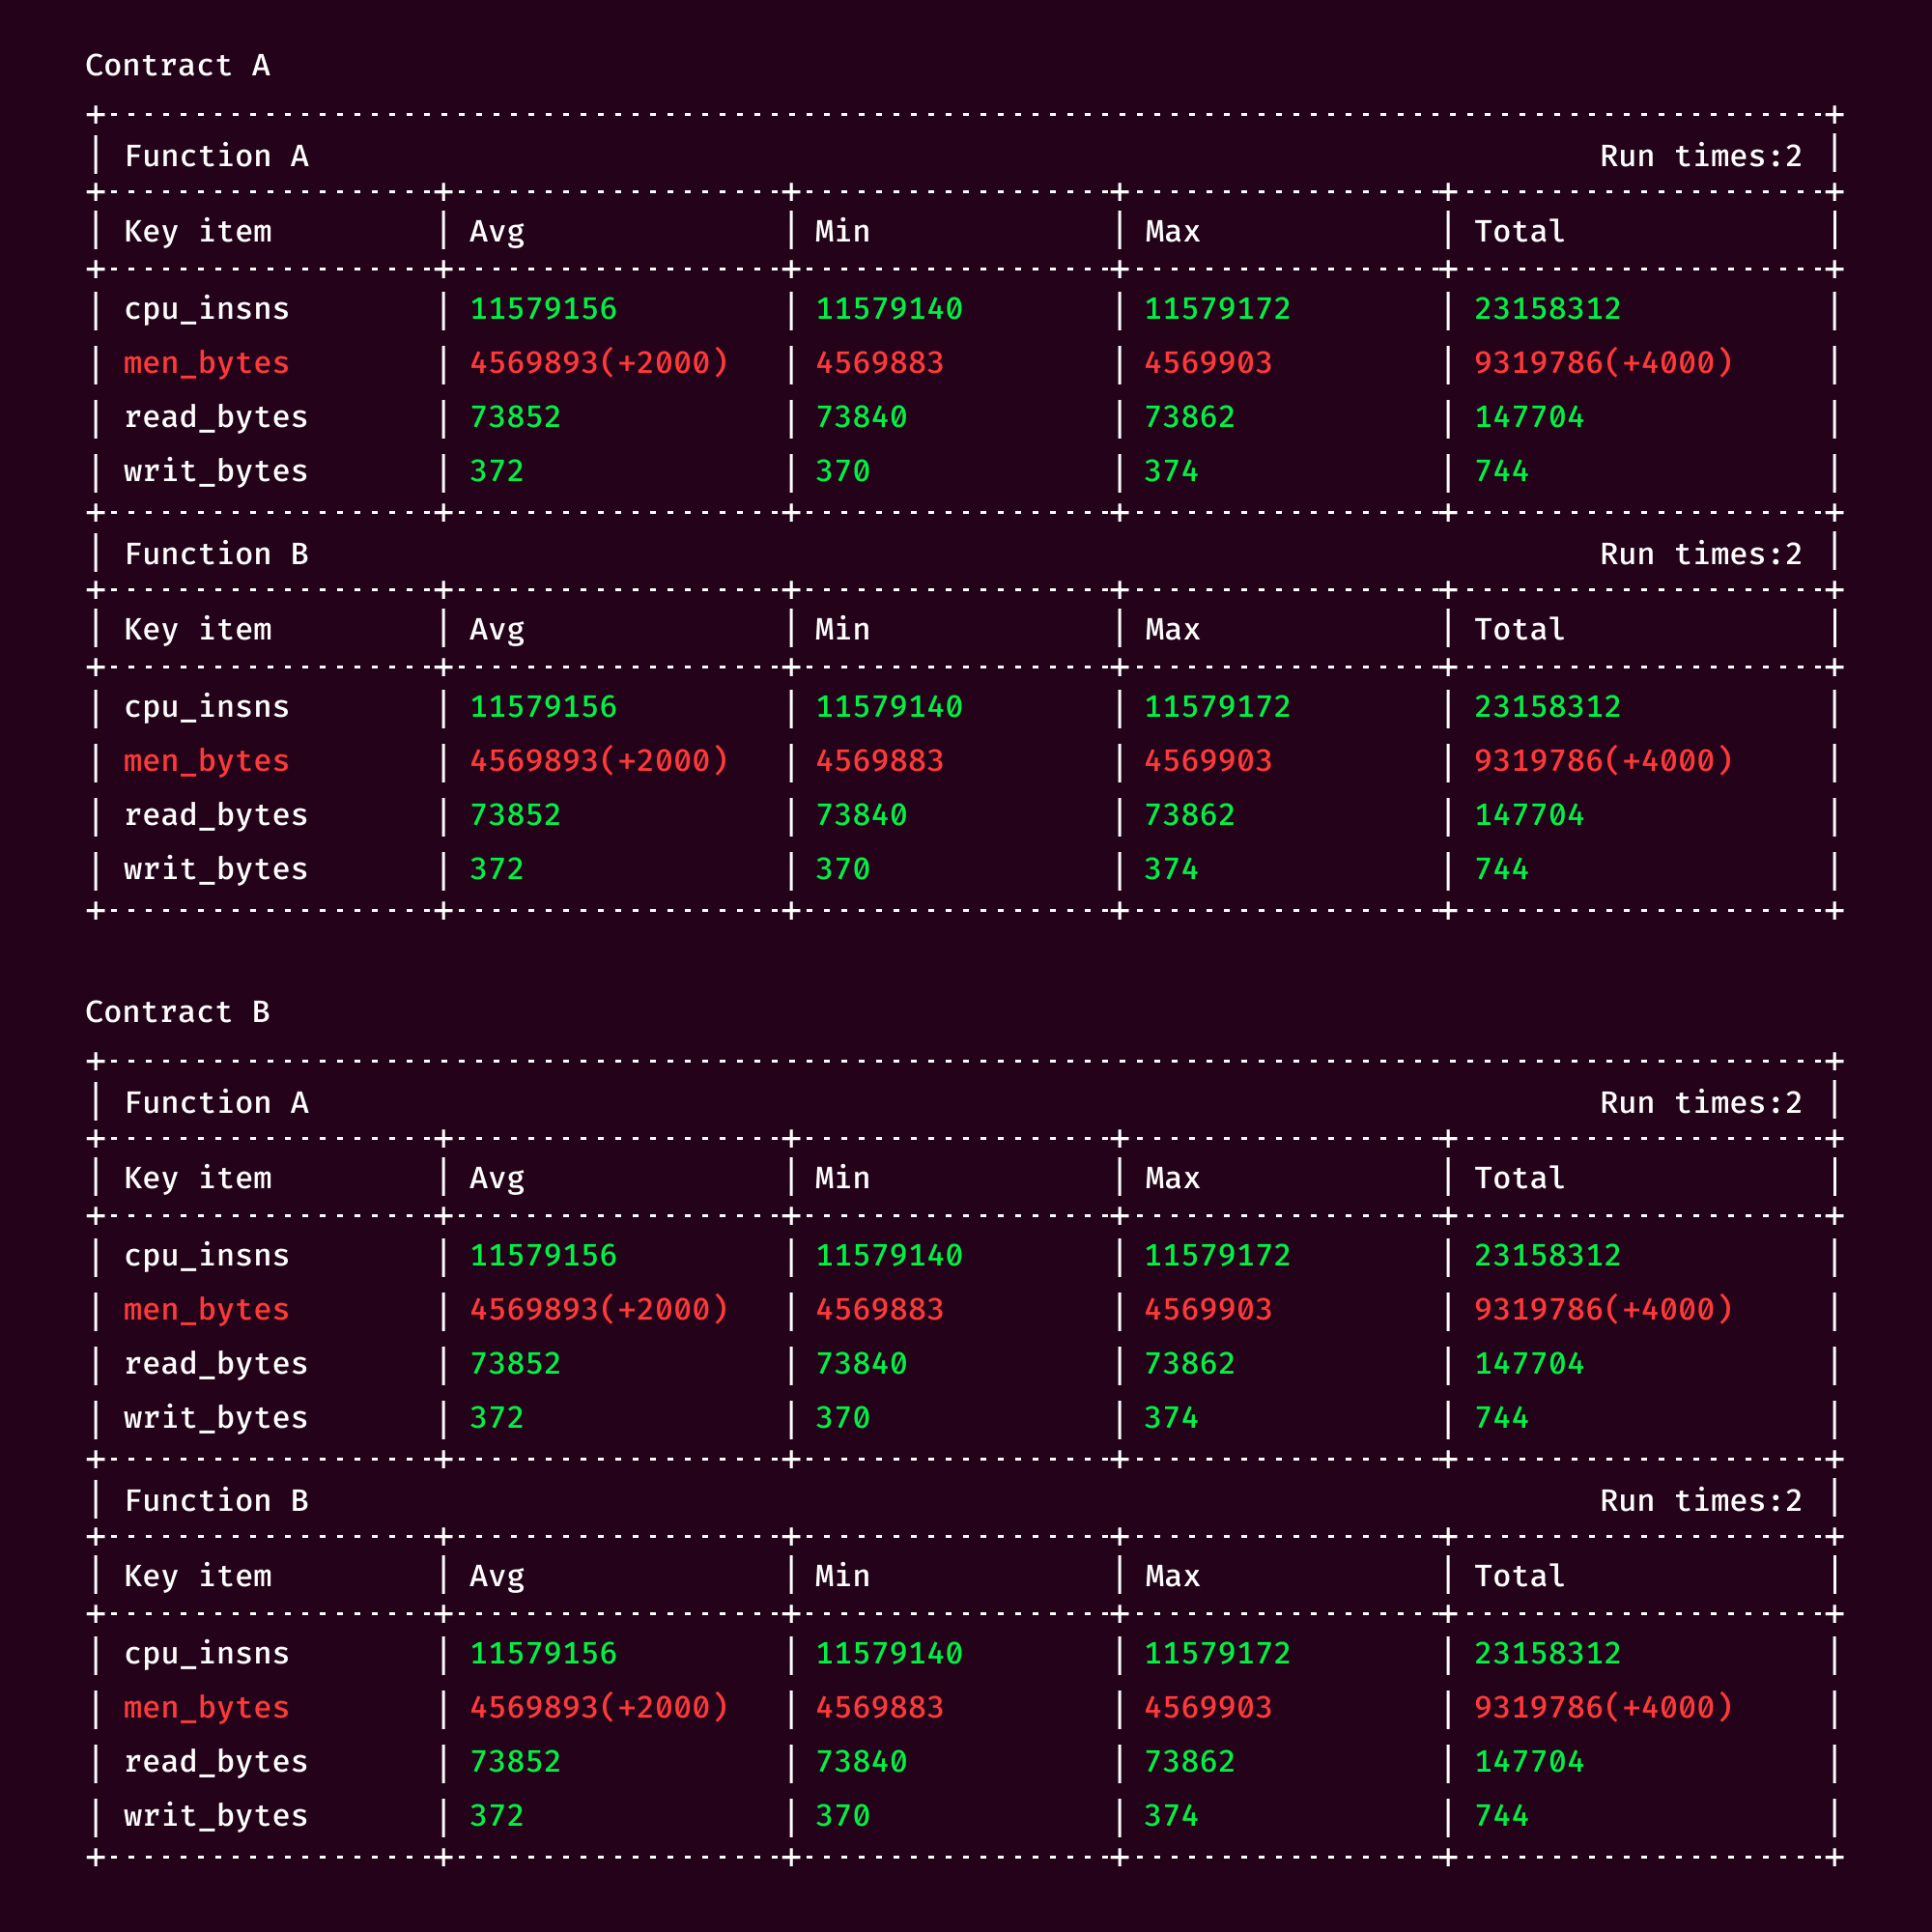 Contract A
+--------------------------------------------------+
| Function A Run times:2 |
+----------+----------+----------+----------+----------+
| Key item | Avg | Min | Max | Total |
+----------+----------+----------+----------+----------+
| cpu_insns | 11579156 | 11579140 | 11579172 | 23158312 |
| men_bytes | 4569893(+2000) | 4569883 | 4569903 | 9319786(+4000) |
| read_bytes | 73852 | 73840 | 73862 | 147704 |
| writ_bytes | 372 | 370 | 374 | 744 |
+----------+----------+----------+----------+----------+
| Function B Run times:2 |
+----------+----------+----------+----------+----------+
| Key item | Avg | Min | Max | Total |
+----------+----------+----------+----------+----------+
| cpu_insns | 11579156 | 11579140 | 11579172 | 23158312 |
| men_bytes | 4569893(+2000) | 4569883 | 4569903 | 9319786(+4000) |
| read_bytes | 73852 | 73840 | 73862 | 147704 |
| writ_bytes | 372 | 370 | 374 | 744 |
+----------+----------+----------+----------+----------+
Contract B
+--------------------------------------------------+
| Function A Run times:2 |
+----------+----------+----------+----------+----------+
| Key item | Avg | Min | Max | Total |
+----------+----------+----------+----------+----------+
| cpu_insns | 11579156 | 11579140 | 11579172 | 23158312 |
| men_bytes | 4569893(+2000) | 4569883 | 4569903 | 9319786(+4000) |
| read_bytes | 73852 | 73840 | 73862 | 147704 |
| writ_bytes | 372 | 370 | 374 | 744 |
+----------+----------+----------+----------+----------+
| Function B Run times:2 |
+----------+----------+----------+----------+----------+
| Key item | Avg | Min | Max | Total |
+----------+----------+----------+----------+----------+
| cpu_insns | 11579156 | 11579140 | 11579172 | 23158312 |
| men_bytes | 4569893(+2000) | 4569883 | 4569903 | 9319786(+4000) |
| read_bytes | 73852 | 73840 | 73862 | 147704 |
| writ_bytes | 372 | 370 | 374 | 744 |
+----------+----------+----------+----------+----------+